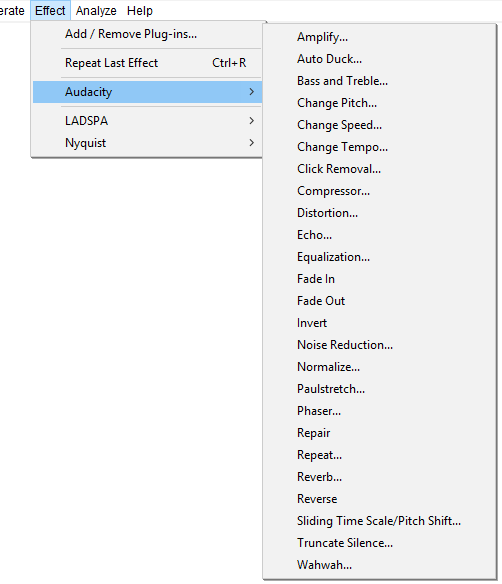 erate Effect Analyze Help
Add / Remove Plug-ins...
Repeat Last Effect Ctrl+R
Audacity
LADSPA
Nyquist
Amplify...
Auto Duck...
Bass and Treble...
Change Pitch...
Change Speed...
Change Tempo...
Click Removal...
Compressor...
Distortion...
Echo...
Equalization...
Fade In
Fade Out
Invert
Noise Reduction...
Normalize...
Paulstretch...
Phaser...
Repair
Repeat...
Reverb...
Reverse
Sliding Time Scale/Pitch Shift...
Truncate Silence...
Wahwah...